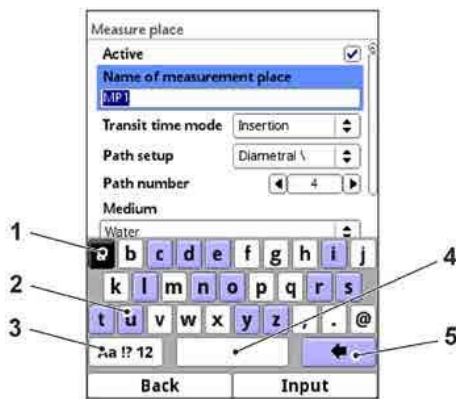 Measure place
Active
Name of measurement place
MP1
Transit time mode Insertion
Path setup Diametral \
Path number 4
Medium
Water
1
a b c d e f g h i j
4
2
k l m n o p q r s
t u v w x y z , . @
3
Aa !? 12
5
Back Input